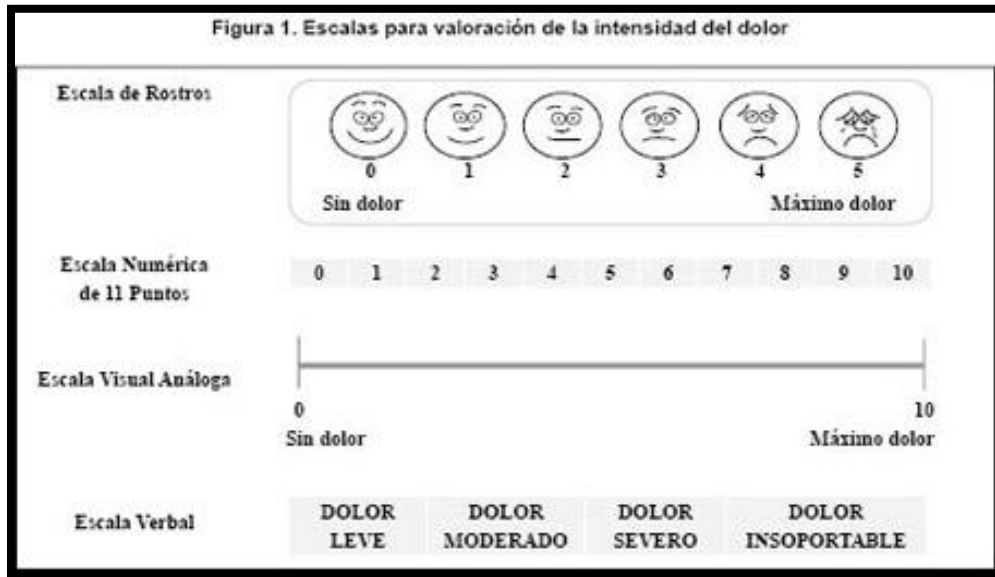 Figura 1. Escalas para valoración de la intensidad del dolor
Escala de Rostros
0 1 2 3 4 5
Sin dolor Máximo dolor
Escala Numérica
de 11 Puntos
0 1 2 3 4 5 6 7 8 9 10
Escala Visual Análoga
0 10
Sin dolor Máximo dolor
Escala Verbal
DOLOR LEVE
DOLOR MODERADO
DOLOR SEVERO
DOLOR INSOPORTABLE